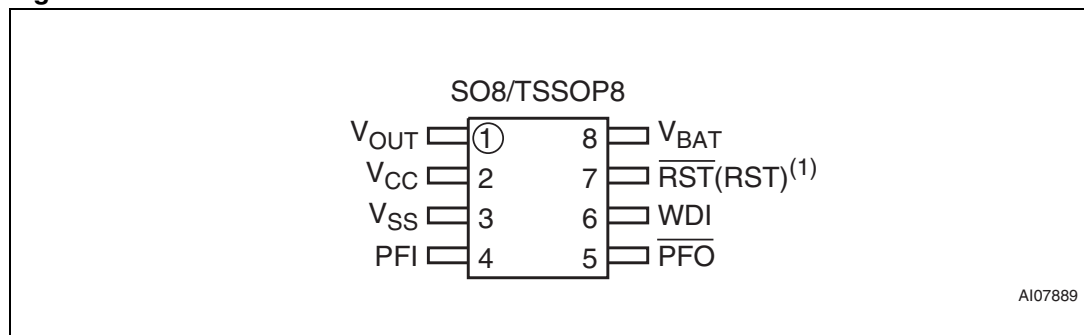 SO8/TSSOP8
VOUT 1 8 VBAT
VCC 2 7 RST(RST)(1)
VSS 3 6 WDI
PFI 4 5 PFO
AI07889